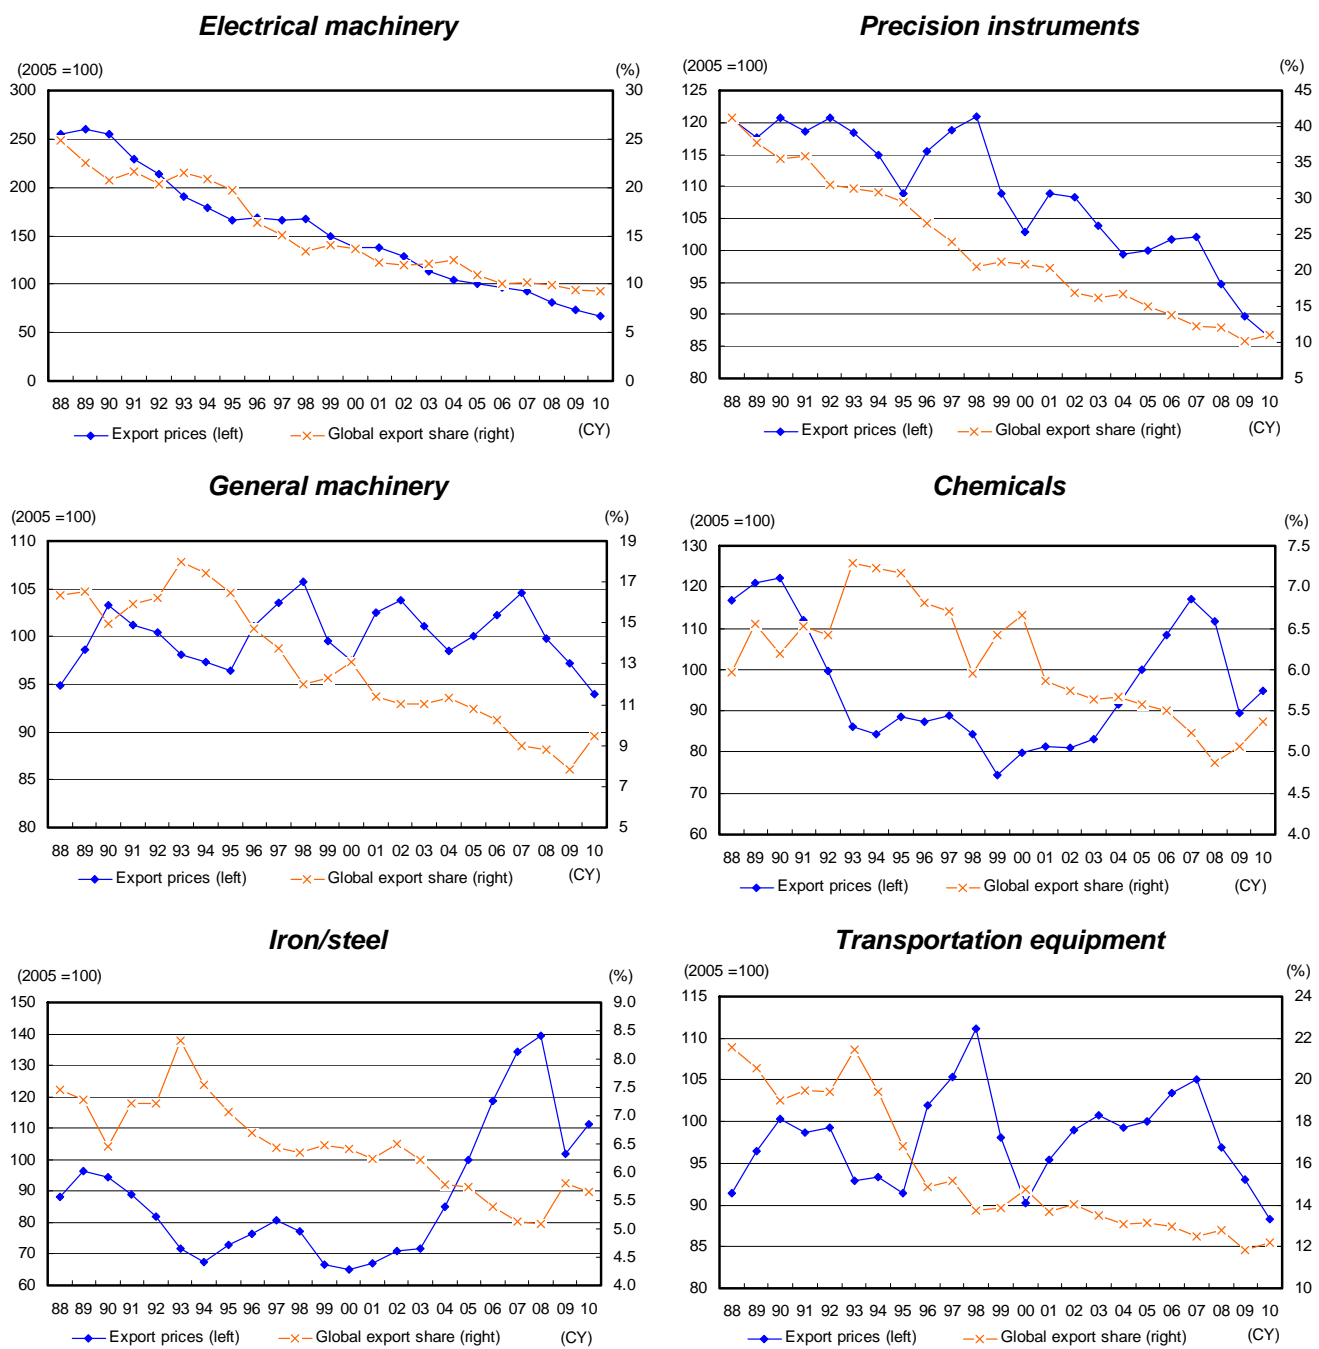 Electrical machinery
(2005 =100) (%)
300 30
250 25
200 20
150 15
100 10
50 5
0 0
88 89 90 91 92 93 94 95 96 97 98 99 00 01 02 03 04 05 06 07 08 09 10
Export prices (left) Global export share (right) (CY)
Precision instruments
(2005 =100) (%)
125 45
120 40
115 35
110 30
105 25
100 20
95 15
90 10
85 5
80
88 89 90 91 92 93 94 95 96 97 98 99 00 01 02 03 04 05 06 07 08 09 10
Export prices (left) Global export share (right) (CY)
General machinery
(2005 =100) (%)
110 19
105 17
100 15
95 13
90 11
85 9
80 7
5
88 89 90 91 92 93 94 95 96 97 98 99 00 01 02 03 04 05 06 07 08 09 10
Export prices (left) Global export share (right) (CY)
Chemicals
(2005 =100) (%)
130 7.5
120 7.0
110 6.5
100 6.0
90 5.5
80 5.0
70 4.5
60 4.0
88 89 90 91 92 93 94 95 96 97 98 99 00 01 02 03 04 05 06 07 08 09 10
Export prices (left) Global export share (right) (CY)
Iron/steel
(2005 =100) (%)
150 9.0
140 8.5
130 8.0
120 7.5
110 7.0
100 6.5
90 6.0
80 5.5
70 5.0
60 4.5
4.0
88 89 90 91 92 93 94 95 96 97 98 99 00 01 02 03 04 05 06 07 08 09 10
Export prices (left) Global export share (right) (CY)
Transportation equipment
(2005 =100) (%)
115 24
110 22
105 20
100 18
95 16
90 14
85 12
80 10
88 89 90 91 92 93 94 95 96 97 98 99 00 01 02 03 04 05 06 07 08 09 10
Export prices (left) Global export share (right) (CY)